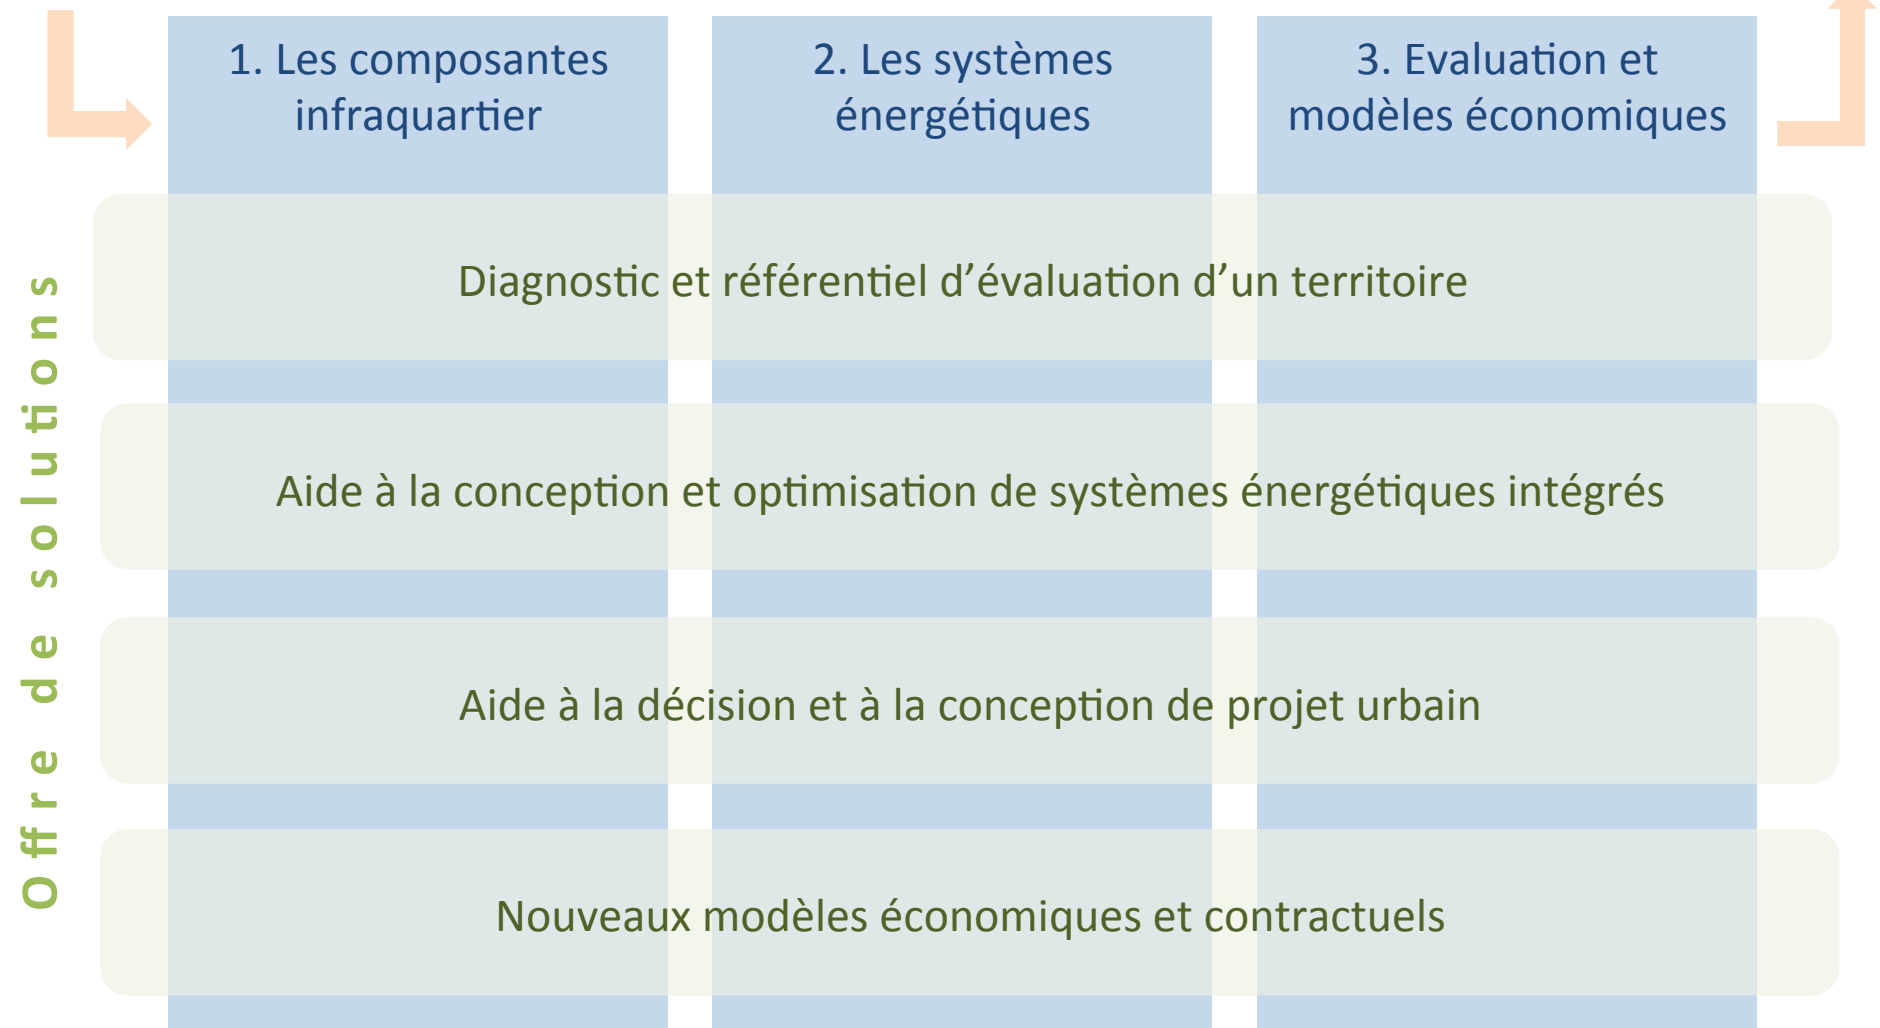 1. Les composantes
infraquartier
2. Les systèmes
énergétiques
3. Evaluation et
modèles économiques
Offre de solutions
Diagnostic et référentiel d’évaluation d’un territoire
Aide à la conception et optimisation de systèmes énergétiques intégrés
Aide à la décision et à la conception de projet urbain
Nouveaux modèles économiques et contractuels